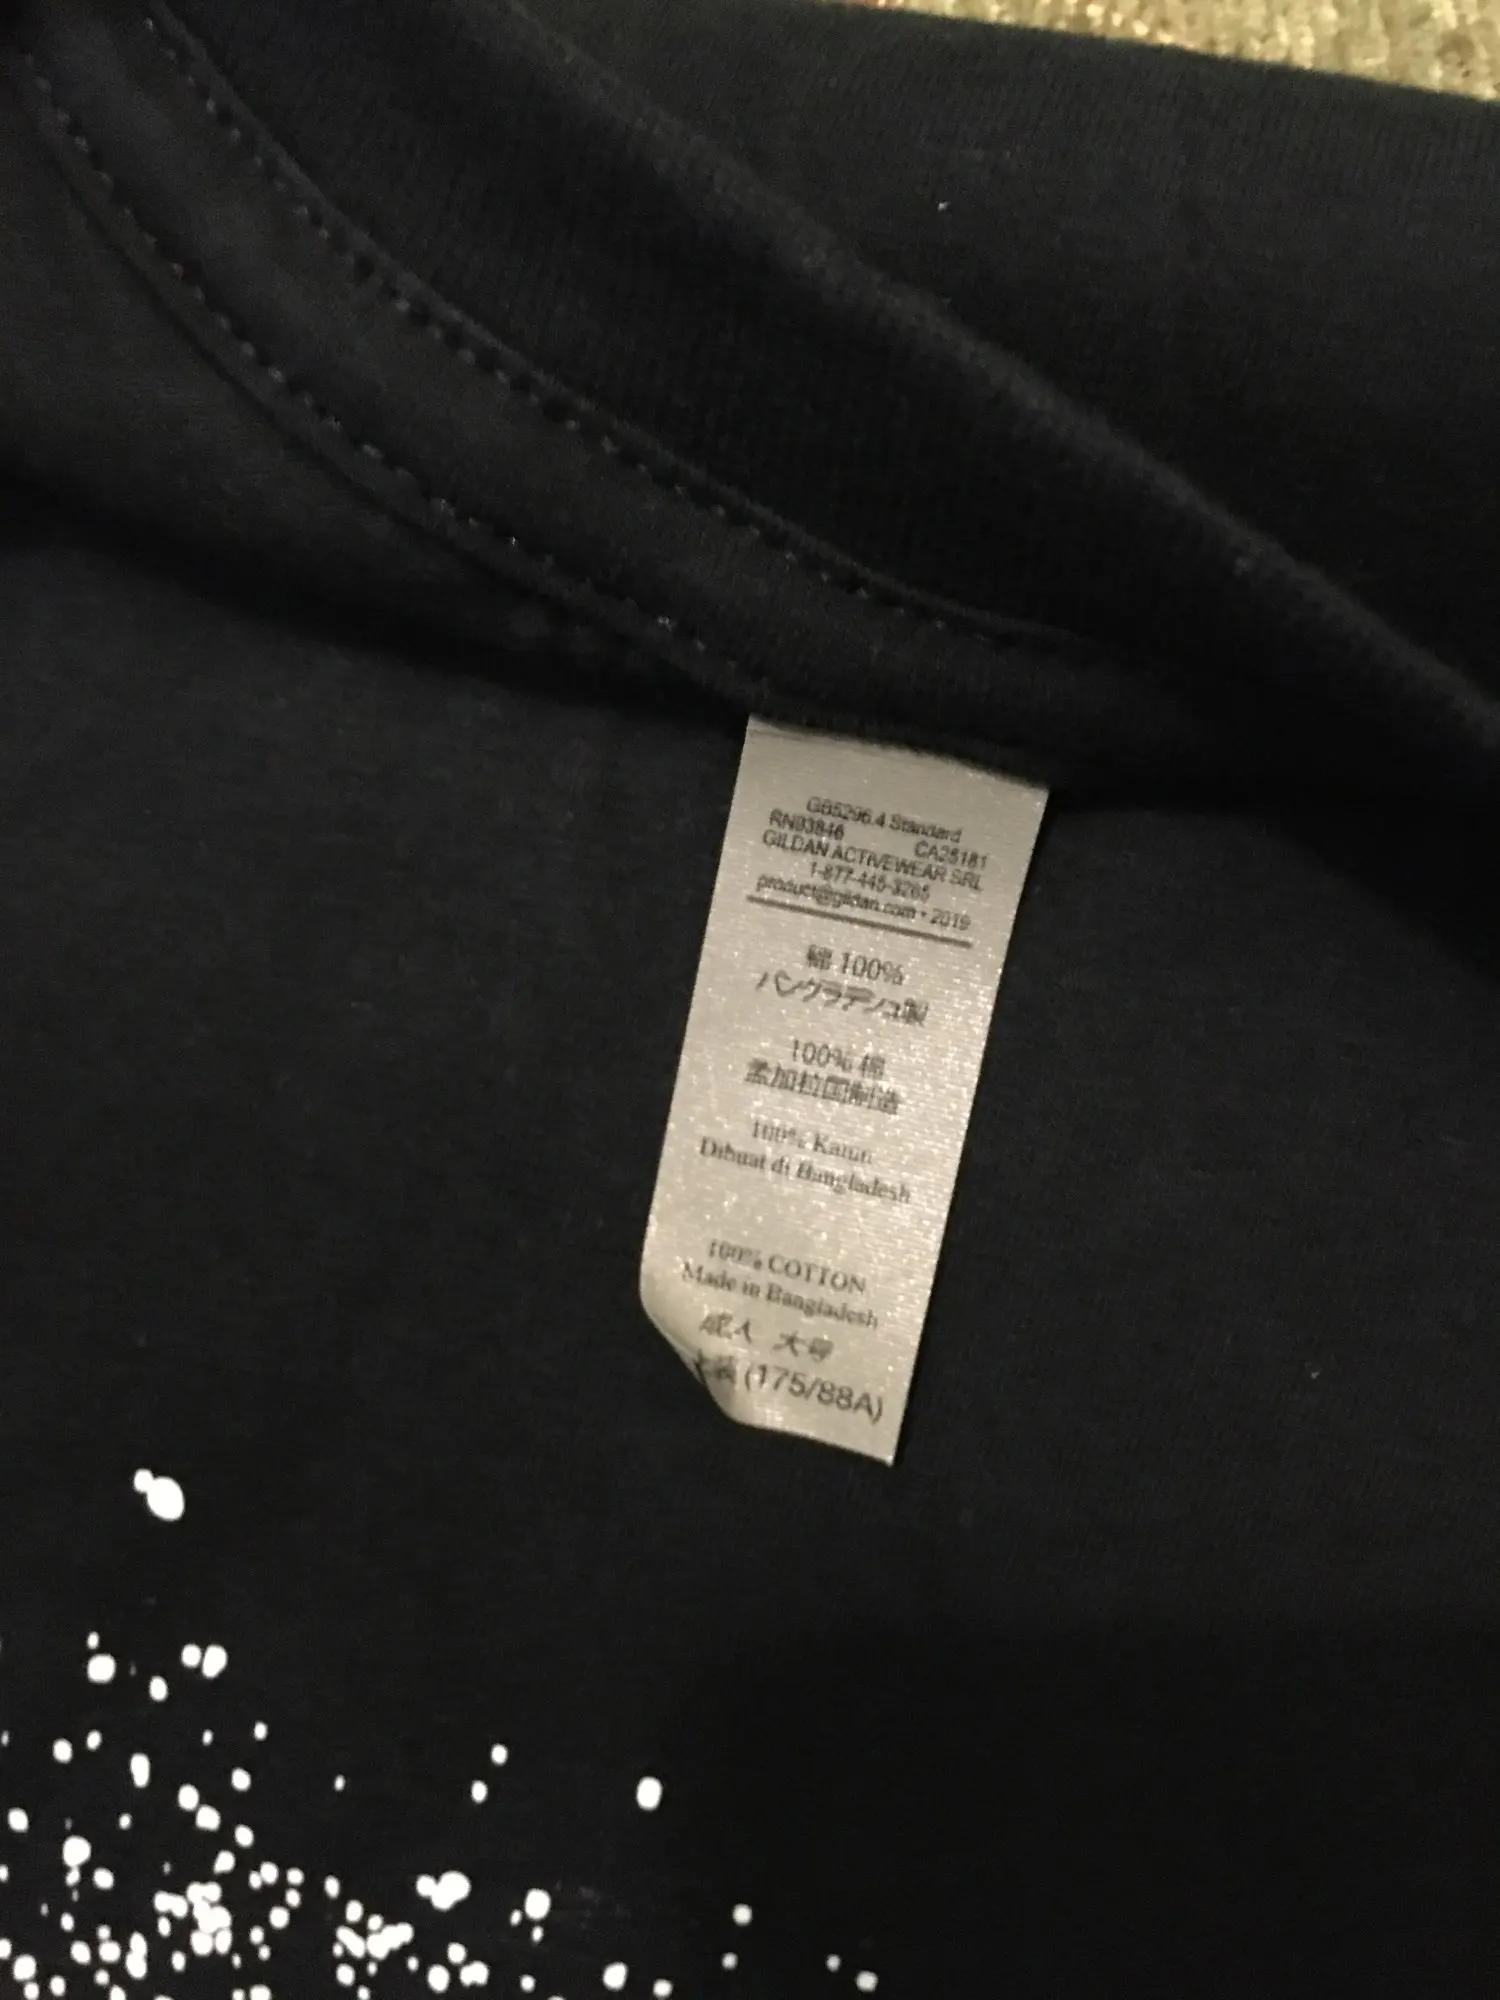 GB5296.4 Standard
RN93846 CA25181
GILDAN ACTIVEWEAR SRL
1-877-445-3265
product@gildan.com • 2019
綿 100%
バングラデシュ製
100% 棉
孟加拉国制造
100% Katun
Dibuat di Bangladesh
100% COTTON
Made in Bangladesh
成人 大号
(175/88A)